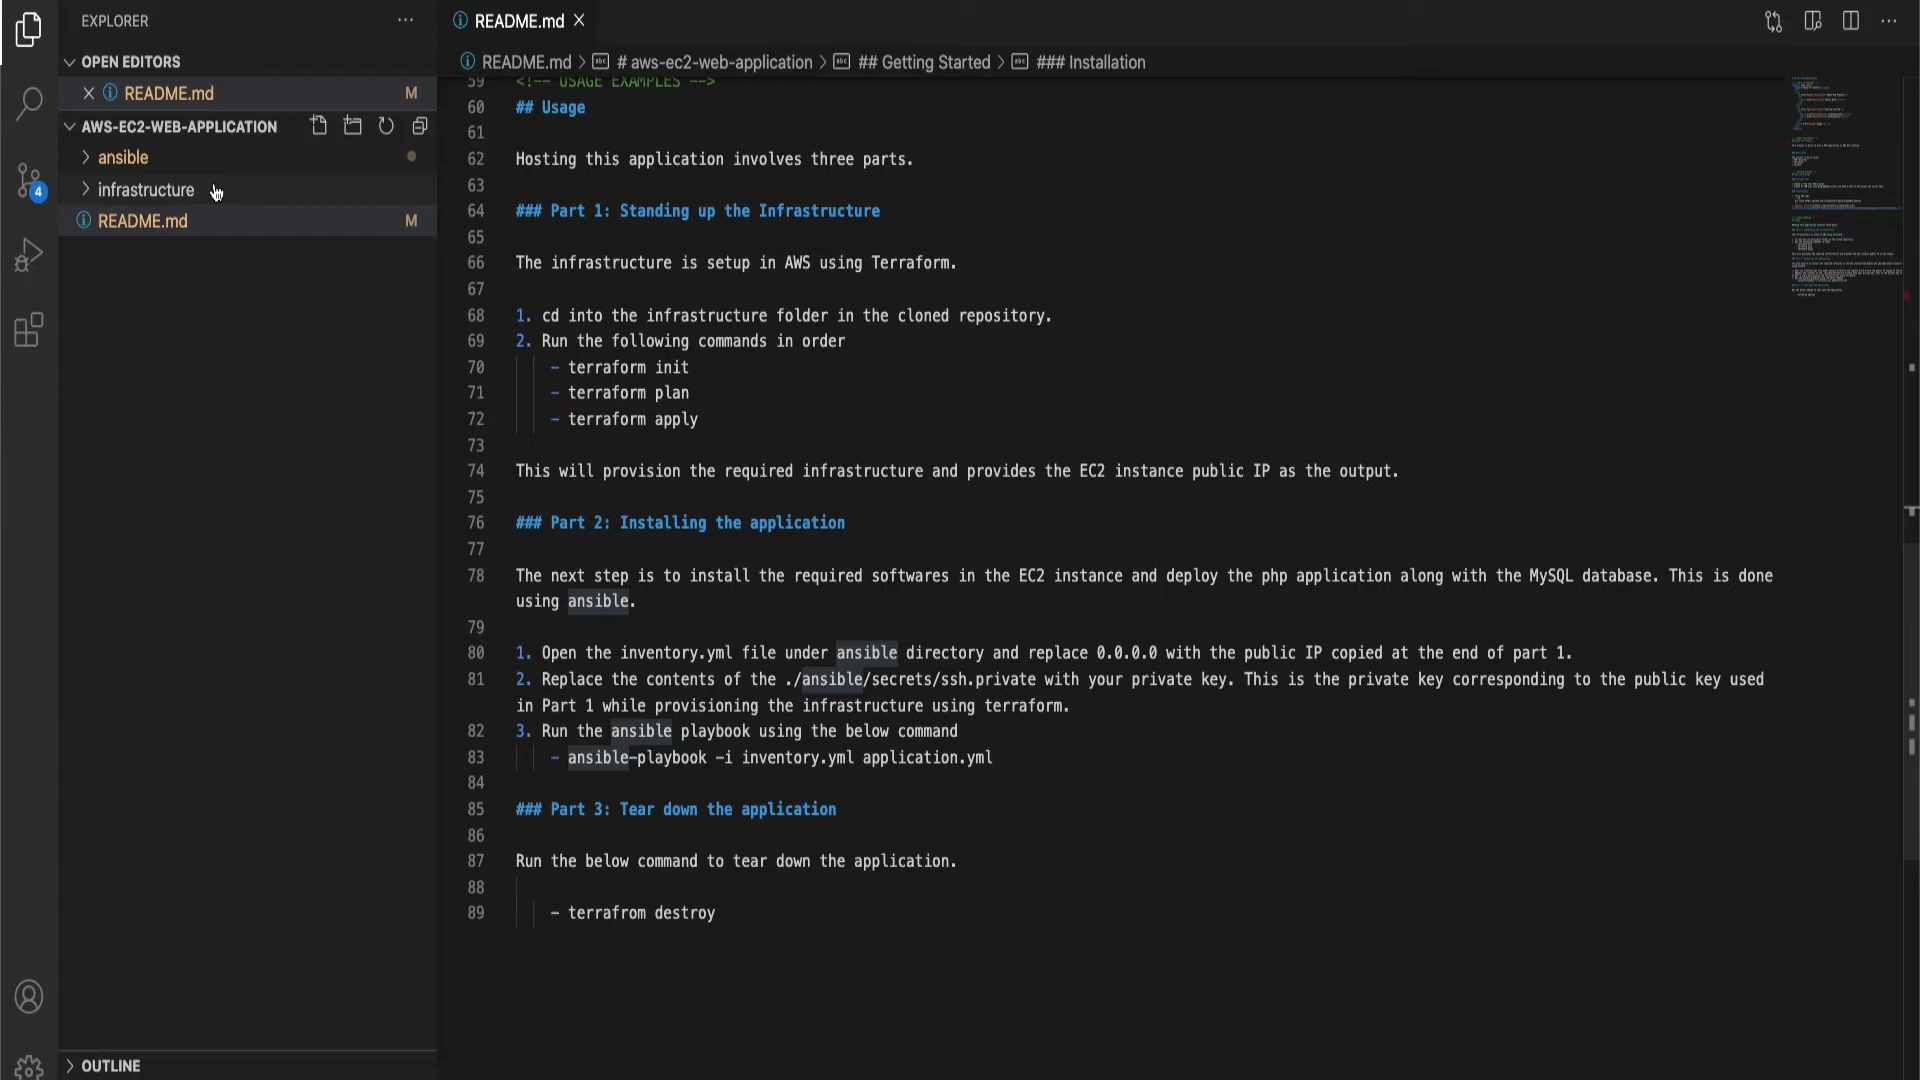 EXPLORER
OPEN EDITORS
README.md M
AWS-EC2-WEB-APPLICATION
ansible
infrastructure
README.md M
4
OUTLINE
README.md
README.md > # aws-ec2-web-application > ## Getting Started > ### Installation
59 <!-- USAGE EXAMPLES -->
60 ## Usage
61
62 Hosting this application involves three parts.
63
64 ### Part 1: Standing up the Infrastructure
65
66 The infrastructure is setup in AWS using Terraform.
67
68 1. cd into the infrastructure folder in the cloned repository.
69 2. Run the following commands in order
70 - terraform init
71 - terraform plan
72 - terraform apply
73
74 This will provision the required infrastructure and provides the EC2 instance public IP as the output.
75
76 ### Part 2: Installing the application
77
78 The next step is to install the required softwares in the EC2 instance and deploy the php application along with the MySQL database. This is done
using ansible.
79
80 1. Open the inventory.yml file under ansible directory and replace 0.0.0.0 with the public IP copied at the end of part 1.
81 2. Replace the contents of the ./ansible/secrets/ssh.private with your private key. This is the private key corresponding to the public key used
in Part 1 while provisioning the infrastructure using terraform.
82 3. Run the ansible playbook using the below command
83 - ansible-playbook -i inventory.yml application.yml
84
85 ### Part 3: Tear down the application
86
87 Run the below command to tear down the application.
88
89 - terrafrom destroy